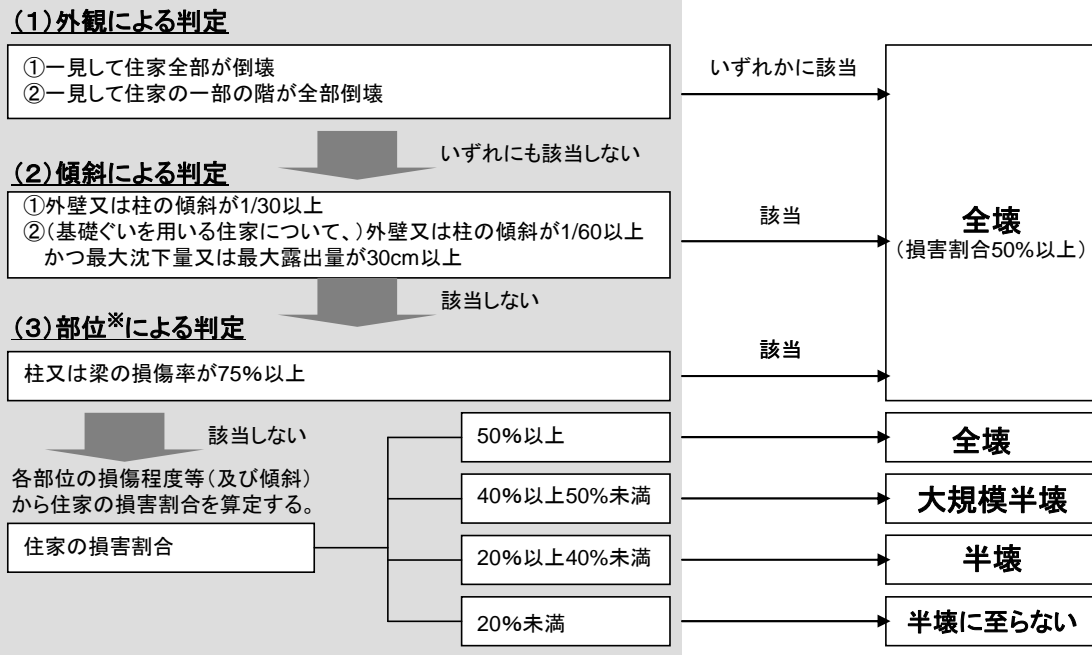 (1)外観による判定
①一見して住家全部が倒壊
②一見して住家の一部の階が全部倒壊
いずれかに該当
いずれにも該当しない
(2)傾斜による判定
①外壁又は柱の傾斜が1/30以上
②(基礎ぐいを用いる住家について、)外壁又は柱の傾斜が1/60以上
かつ最大沈下量又は最大露出量が30cm以上
該当
全壊
(損害割合50%以上)
該当しない
(3)部位※による判定
柱又は梁の損傷率が75%以上
該当
該当しない
各部位の損傷程度等(及び傾斜)
から住家の損害割合を算定する。
住家の損害割合
50%以上
全壊
40%以上50%未満
大規模半壊
20%以上40%未満
半壊
20%未満
半壊に至らない